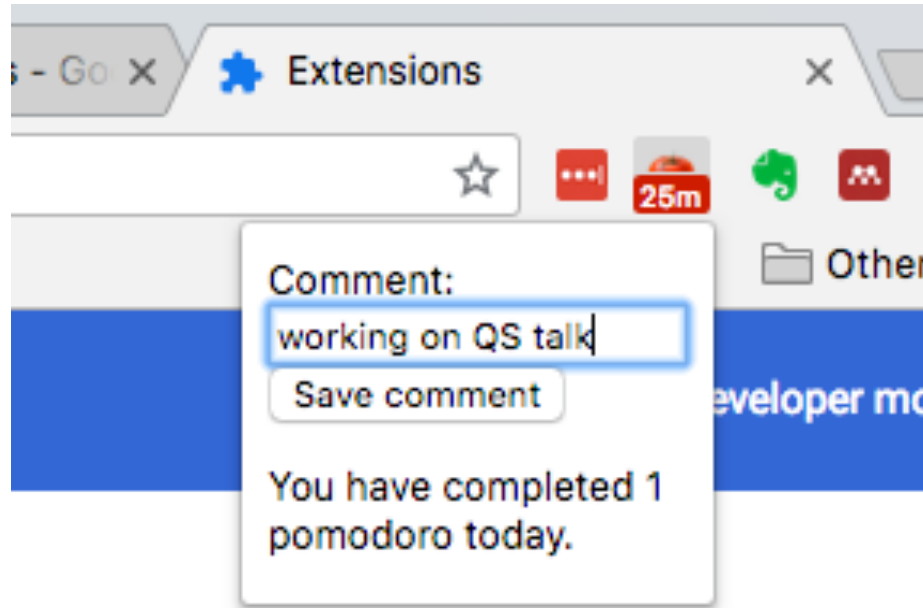 s - Go
Extensions
25m
Other
Comment:
working on QS talk
Save comment
eveloper mo
You have completed 1
pomodoro today.